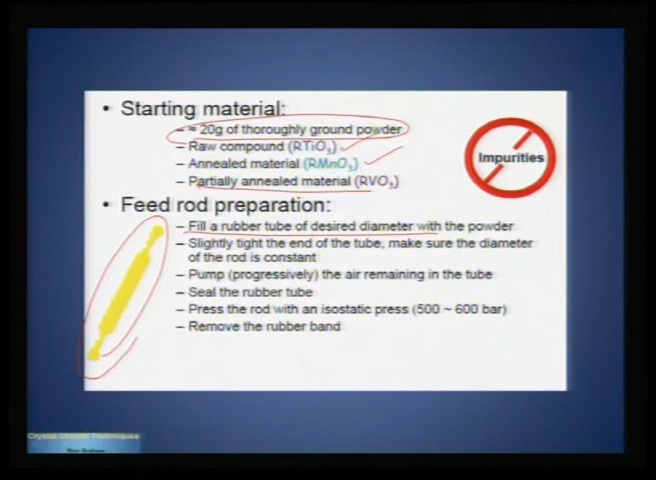 • Starting material:
– ≈ 20g of thoroughly ground powder
– Raw compound (RTiO3)
– Annealed material (RMnO3)
– Partially annealed material (RVO3)
Impurities
• Feed rod preparation:
– Fill a rubber tube of desired diameter with the powder
– Slightly tight the end of the tube, make sure the diameter
of the rod is constant
– Pump (progressively) the air remaining in the tube
– Seal the rubber tube
– Press the rod with an isostatic press (500 ~ 600 bar)
– Remove the rubber band
Crystal Growth Techniques